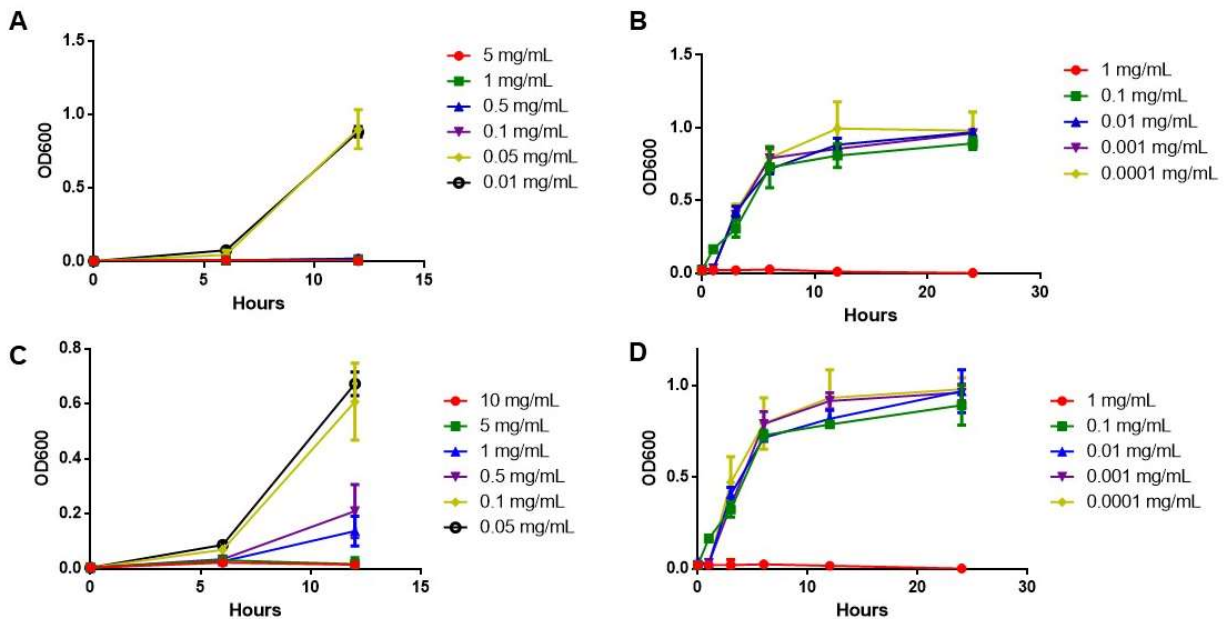 A
1.5
1.0
0.5
0.0
OD600
0
5
10
15
Hours
5 mg/mL
1 mg/mL
0.5 mg/mL
0.1 mg/mL
0.05 mg/mL
0.01 mg/mL
B
1.5
1.0
0.5
0.0
OD600
0
10
20
30
Hours
1 mg/mL
0.1 mg/mL
0.01 mg/mL
0.001 mg/mL
0.0001 mg/mL
C
0.8
0.6
0.4
0.2
0.0
OD600
0
5
10
15
Hours
10 mg/mL
5 mg/mL
1 mg/mL
0.5 mg/mL
0.1 mg/mL
0.05 mg/mL
D
1.0
0.5
0.0
OD600
0
10
20
30
Hours
1 mg/mL
0.1 mg/mL
0.01 mg/mL
0.001 mg/mL
0.0001 mg/mL